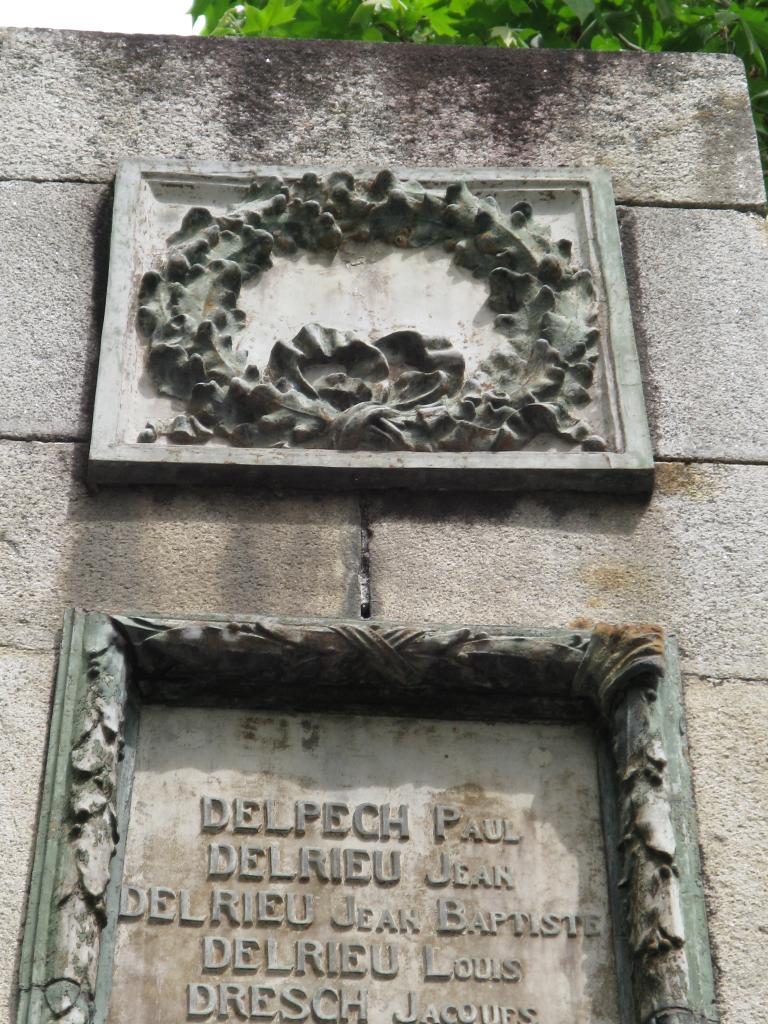 DELPECH PAUL
DELRIEU JEAN
DELRIEU JEAN BAPTISTE
DELRIEU LOUIS
DRESCH JACQUES